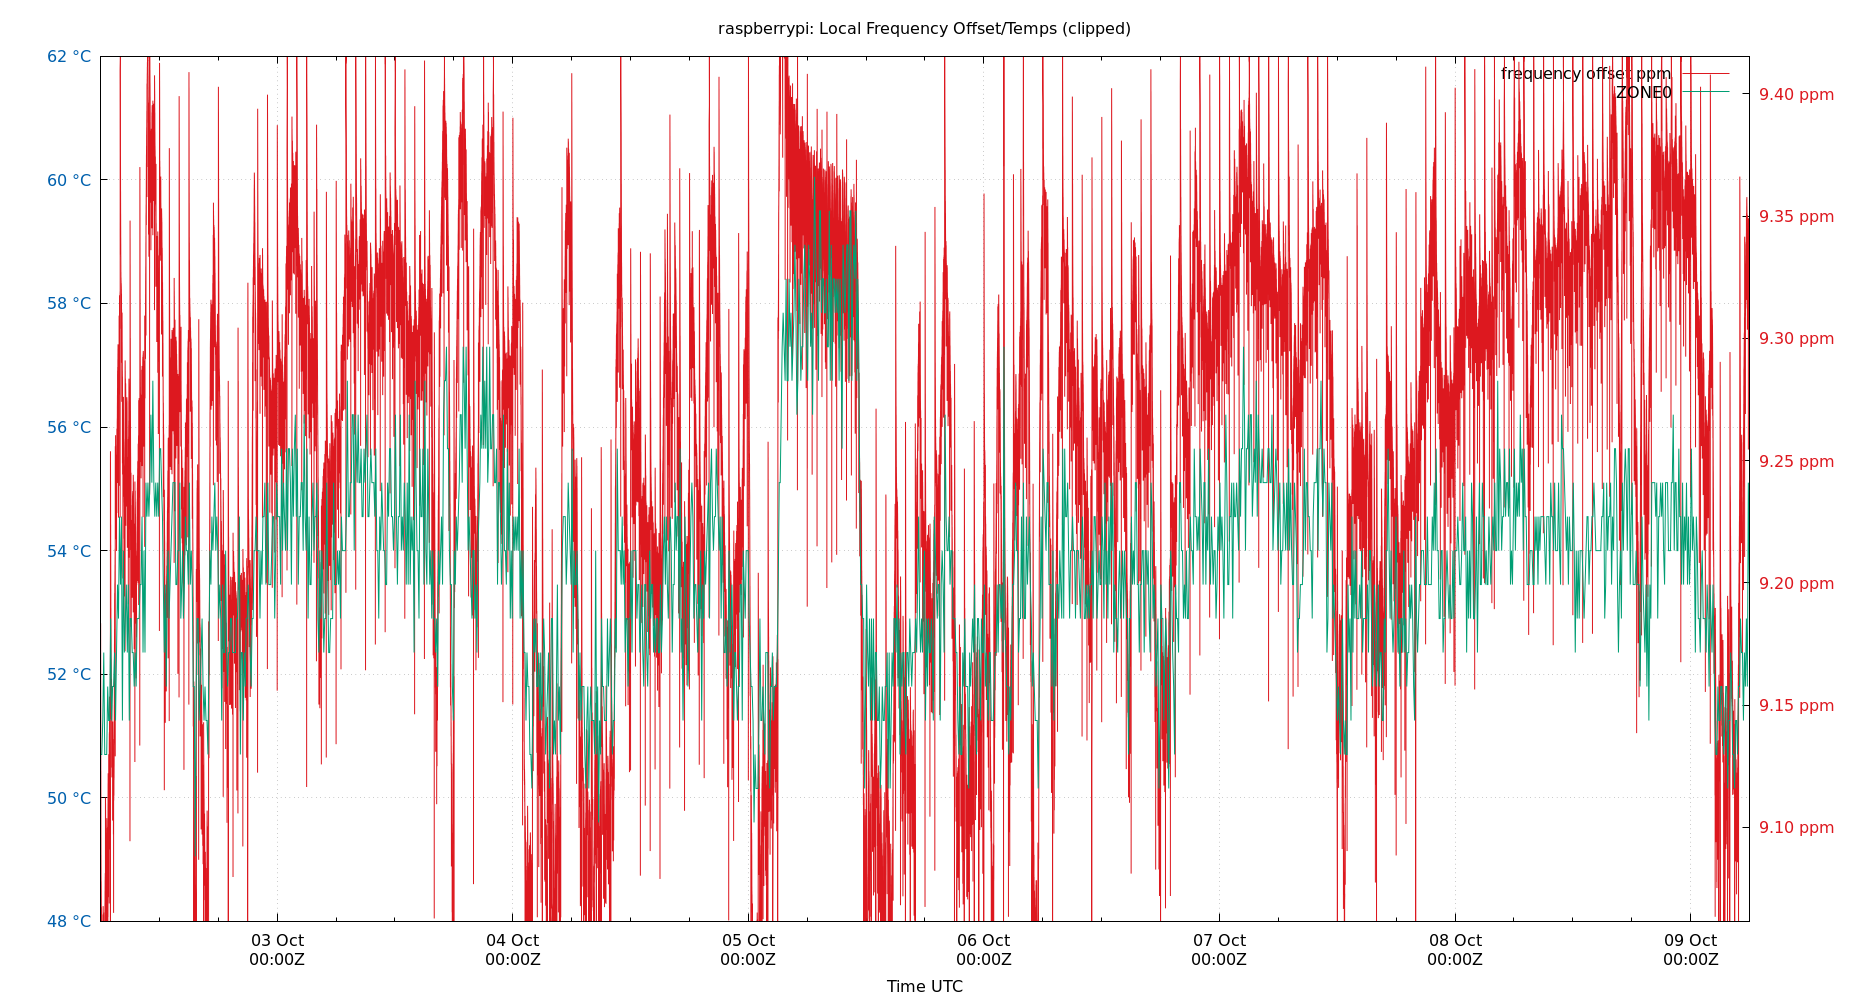 raspberrypi: Local Frequency Offset/Temps (clipped)
frequency offset ppm
ZONE0
62 °C
60 °C
58 °C
56 °C
54 °C
52 °C
50 °C
48 °C
9.40 ppm
9.35 ppm
9.30 ppm
9.25 ppm
9.20 ppm
9.15 ppm
9.10 ppm
03 Oct 04 Oct 05 Oct 06 Oct 07 Oct 08 Oct 09 Oct
00:00Z 00:00Z 00:00Z 00:00Z 00:00Z 00:00Z 00:00Z
Time UTC